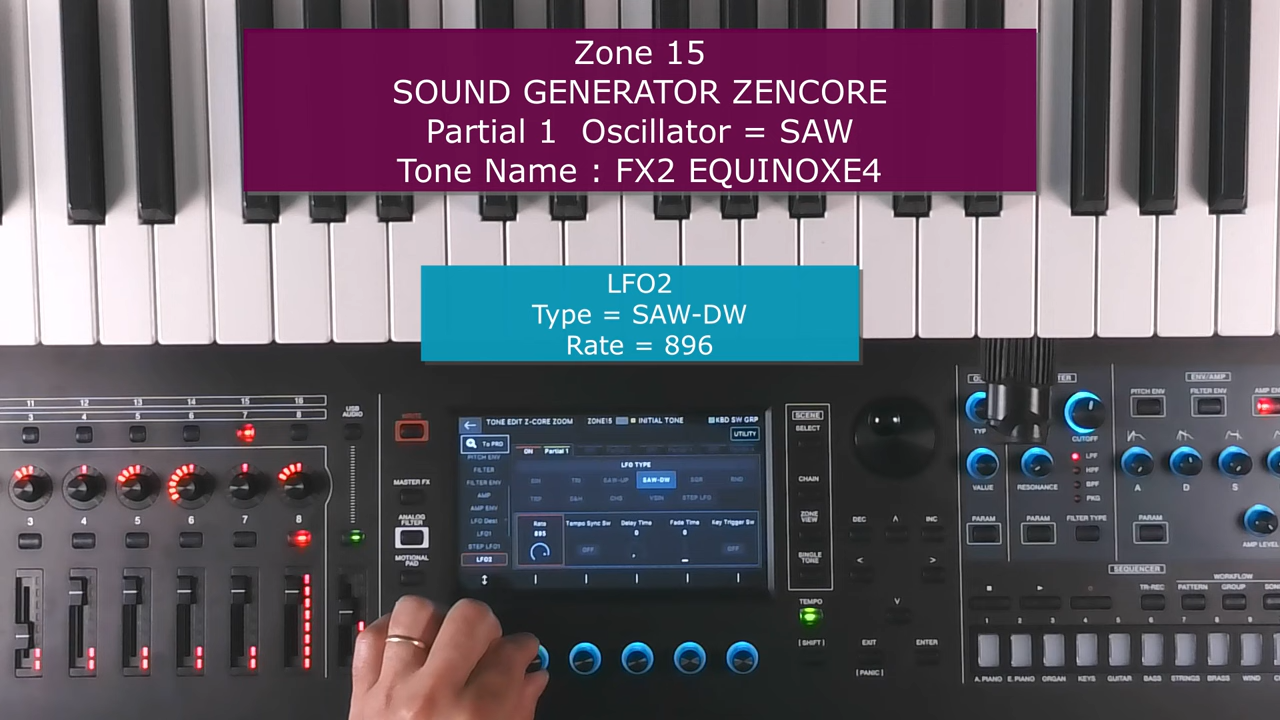 Zone 15
SOUND GENERATOR ZENCORE
Partial 1 Oscillator = SAW
Tone Name : FX2 EQUINOXE4
LFO2
Type = SAW-DW
Rate = 896
11 12 13 14 15 16
3 4 5 6 7 8
USB AUDIO
3 4 5 6 7 8
MASTER FX
ANALOG FILTER
MOTIONAL PAD
TONE EDIT Z-CORE ZOOM ZONE15 INITIAL TONE KBD SW GRP
To PRO
UTILITY
ON Partial 1
PITCH ENV
FILTER
FILTER ENV
AMP
AMP ENV
LFO Dest
LFO1
STEP LFO1
LFO2
LFO TYPE
SIN TRI SAW-UP SAW-DW SQR RND
TRP S&H CHS VSIN STEP LFO
Rate Tempo Sync Sw Delay Time Fade Time Key Trigger Sw
895 OFF 0 0 OFF
SCENE
SELECT
CHAIN
ZONE VIEW
SINGLE TONE
TEMPO
[SHIFT]
DEC INC
EXIT ENTER
[PANIC]
CUTOFF
VALUE RESONANCE
LPF
HPF
BPF
PKG
PARAM PARAM FILTER TYPE PARAM
ENV/AMP
PITCH ENV FILTER ENV
A D S
AMP LEVEL
SEQUENCER
WORKFLOW
TR-REC PATTERN GROUP
1 2 3 4 5 6 7 8 9
A.PIANO E.PIANO ORGAN KEYS GUITAR BASS STRINGS BRASS WIND